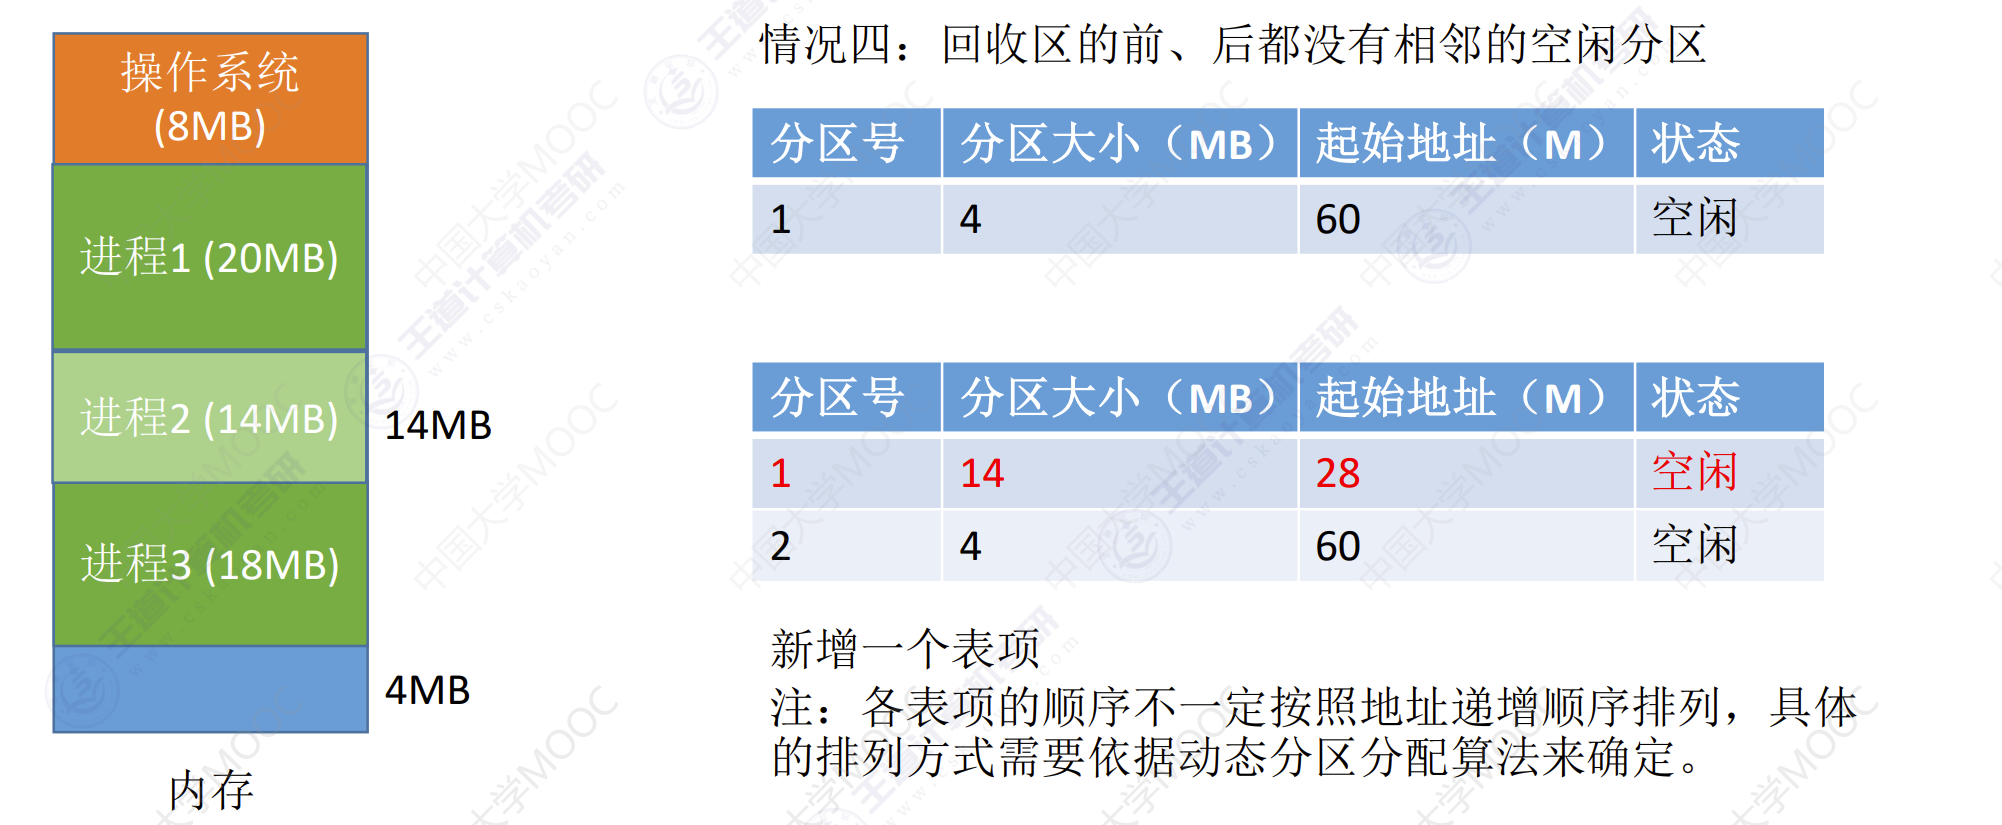 操作系统
(8MB)
进程1 (20MB)
进程2 (14MB)
14MB
进程3 (18MB)
4MB
内存
情况四：回收区的前、后都没有相邻的空闲分区
分区号 分区大小（MB） 起始地址（M） 状态
1 4 60 空闲
分区号 分区大小（MB） 起始地址（M） 状态
1 14 28 空闲
2 4 60 空闲
新增一个表项
注：各表项的顺序不一定按照地址递增顺序排列，具体
的排列方式需要依据动态分区分配算法来确定。
中国大学MOOC
王道计算机考研
www.cskaoyan.com